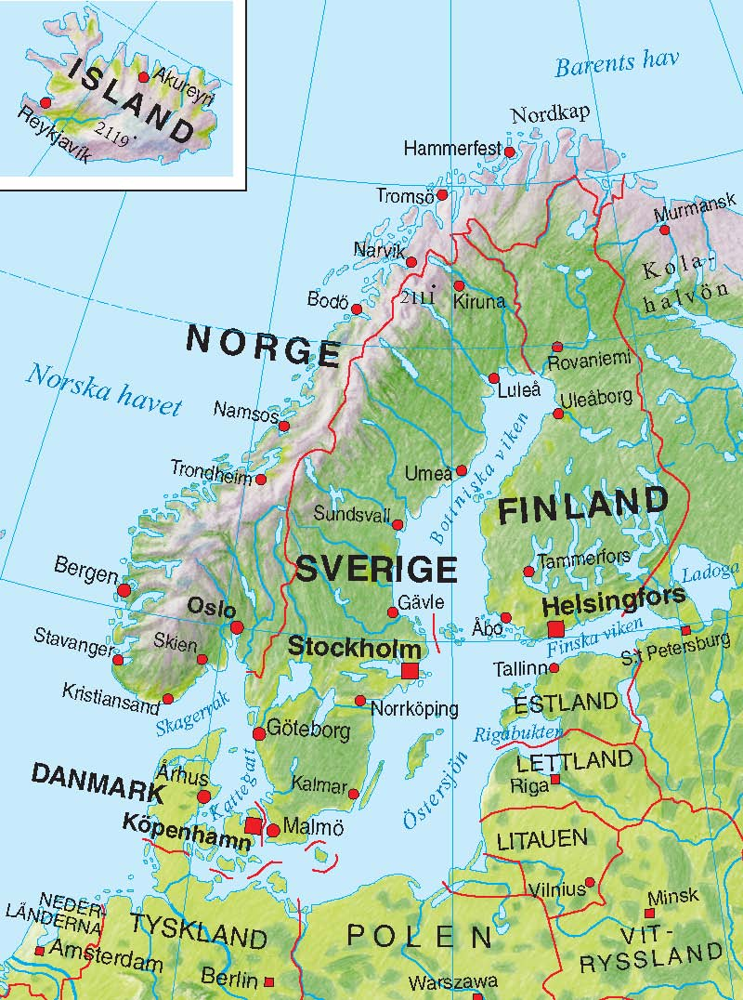 ISLAND
Akureyri
Reykjavík
2119
Barents hav
Nordkap
Hammerfest
Tromsö
Murmansk
Narvik
Kola-
halvön
2111
Kiruna
Bodö
NORGE
Rovaniemi
Norska havet
Luleå
Uleåborg
Namsos
Bottniska viken
Trondheim
Umeå
FINLAND
Sundsvall
SVERIGE
Tammerfors
Bergen
Ladoga
Oslo
Gävle
Helsingfors
Åbo
Stavanger
Skien
Stockholm
Finska viken
S:t Petersburg
Tallinn
Kristiansand
Skagerrak
Norrköping
ESTLAND
Göteborg
Rigabukten
LETTLAND
DANMARK
Århus
Kattegatt
Kalmar
Östersjön
Riga
Köpenhamn
Malmö
LITAUEN
Vilnius
Minsk
NEDER-
LÄNDERNA
TYSKLAND
POLEN
VIT-
RYSSLAND
Amsterdam
Berlin
Warszawa